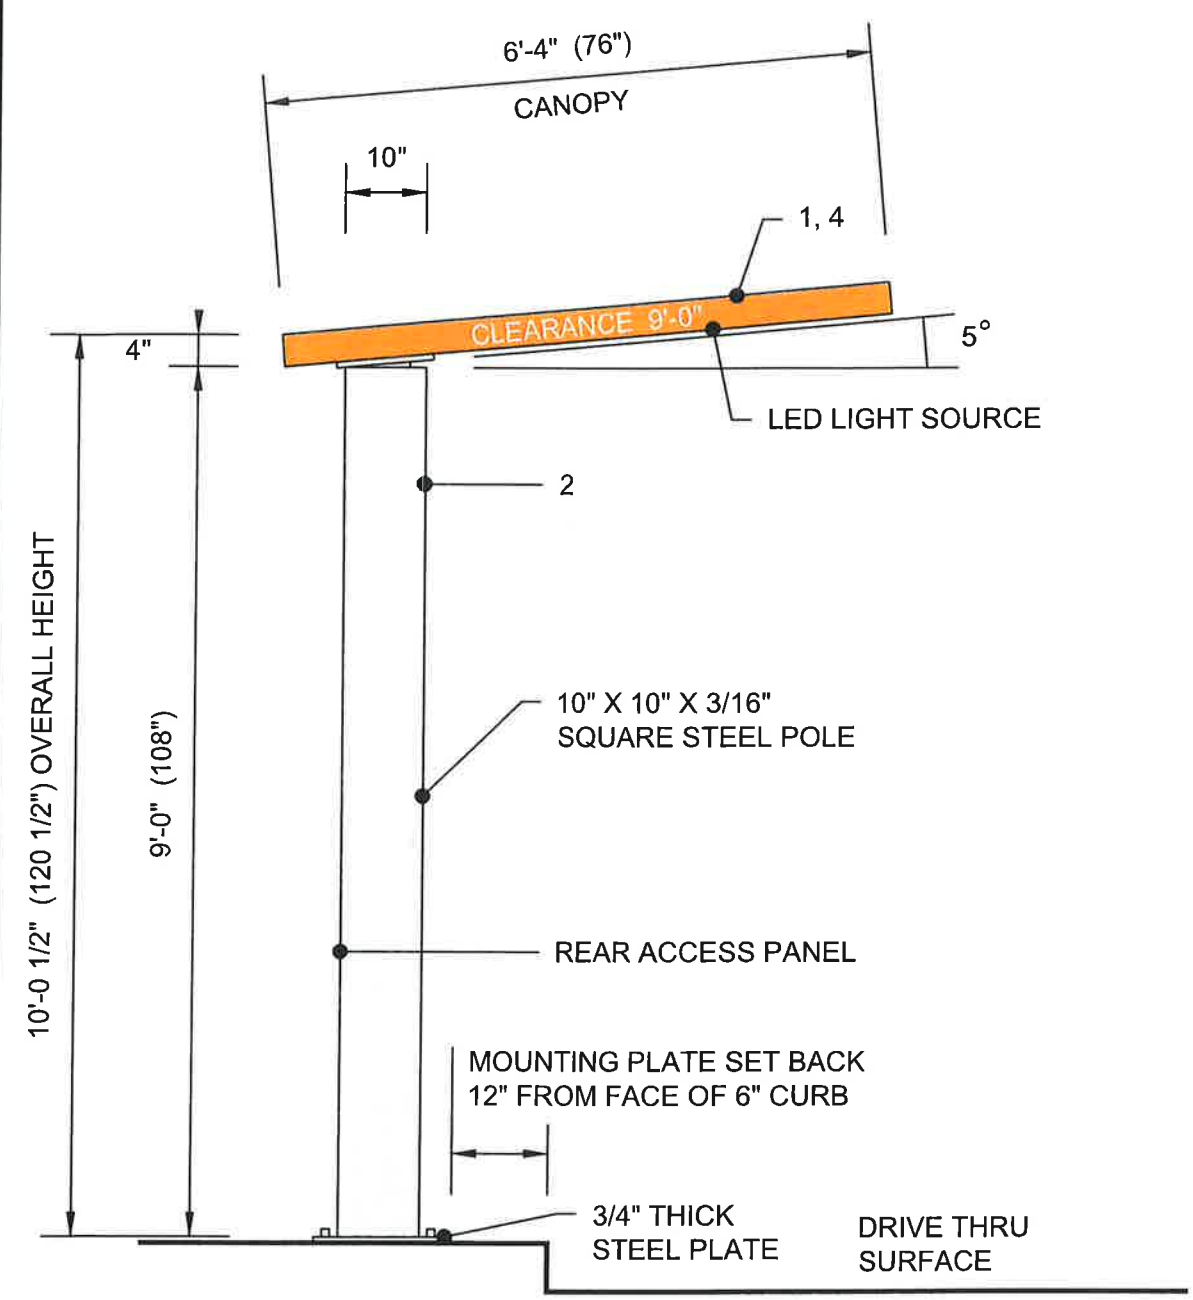 6'-4" (76")
CANOPY
10"
1, 4
CLEARANCE 9'-0"
4"
5°
LED LIGHT SOURCE
2
10'-0 1/2" (120 1/2") OVERALL HEIGHT
9'-0" (108")
10" X 10" X 3/16"
SQUARE STEEL POLE
REAR ACCESS PANEL
MOUNTING PLATE SET BACK
12" FROM FACE OF 6" CURB
3/4" THICK
STEEL PLATE
DRIVE THRU
SURFACE